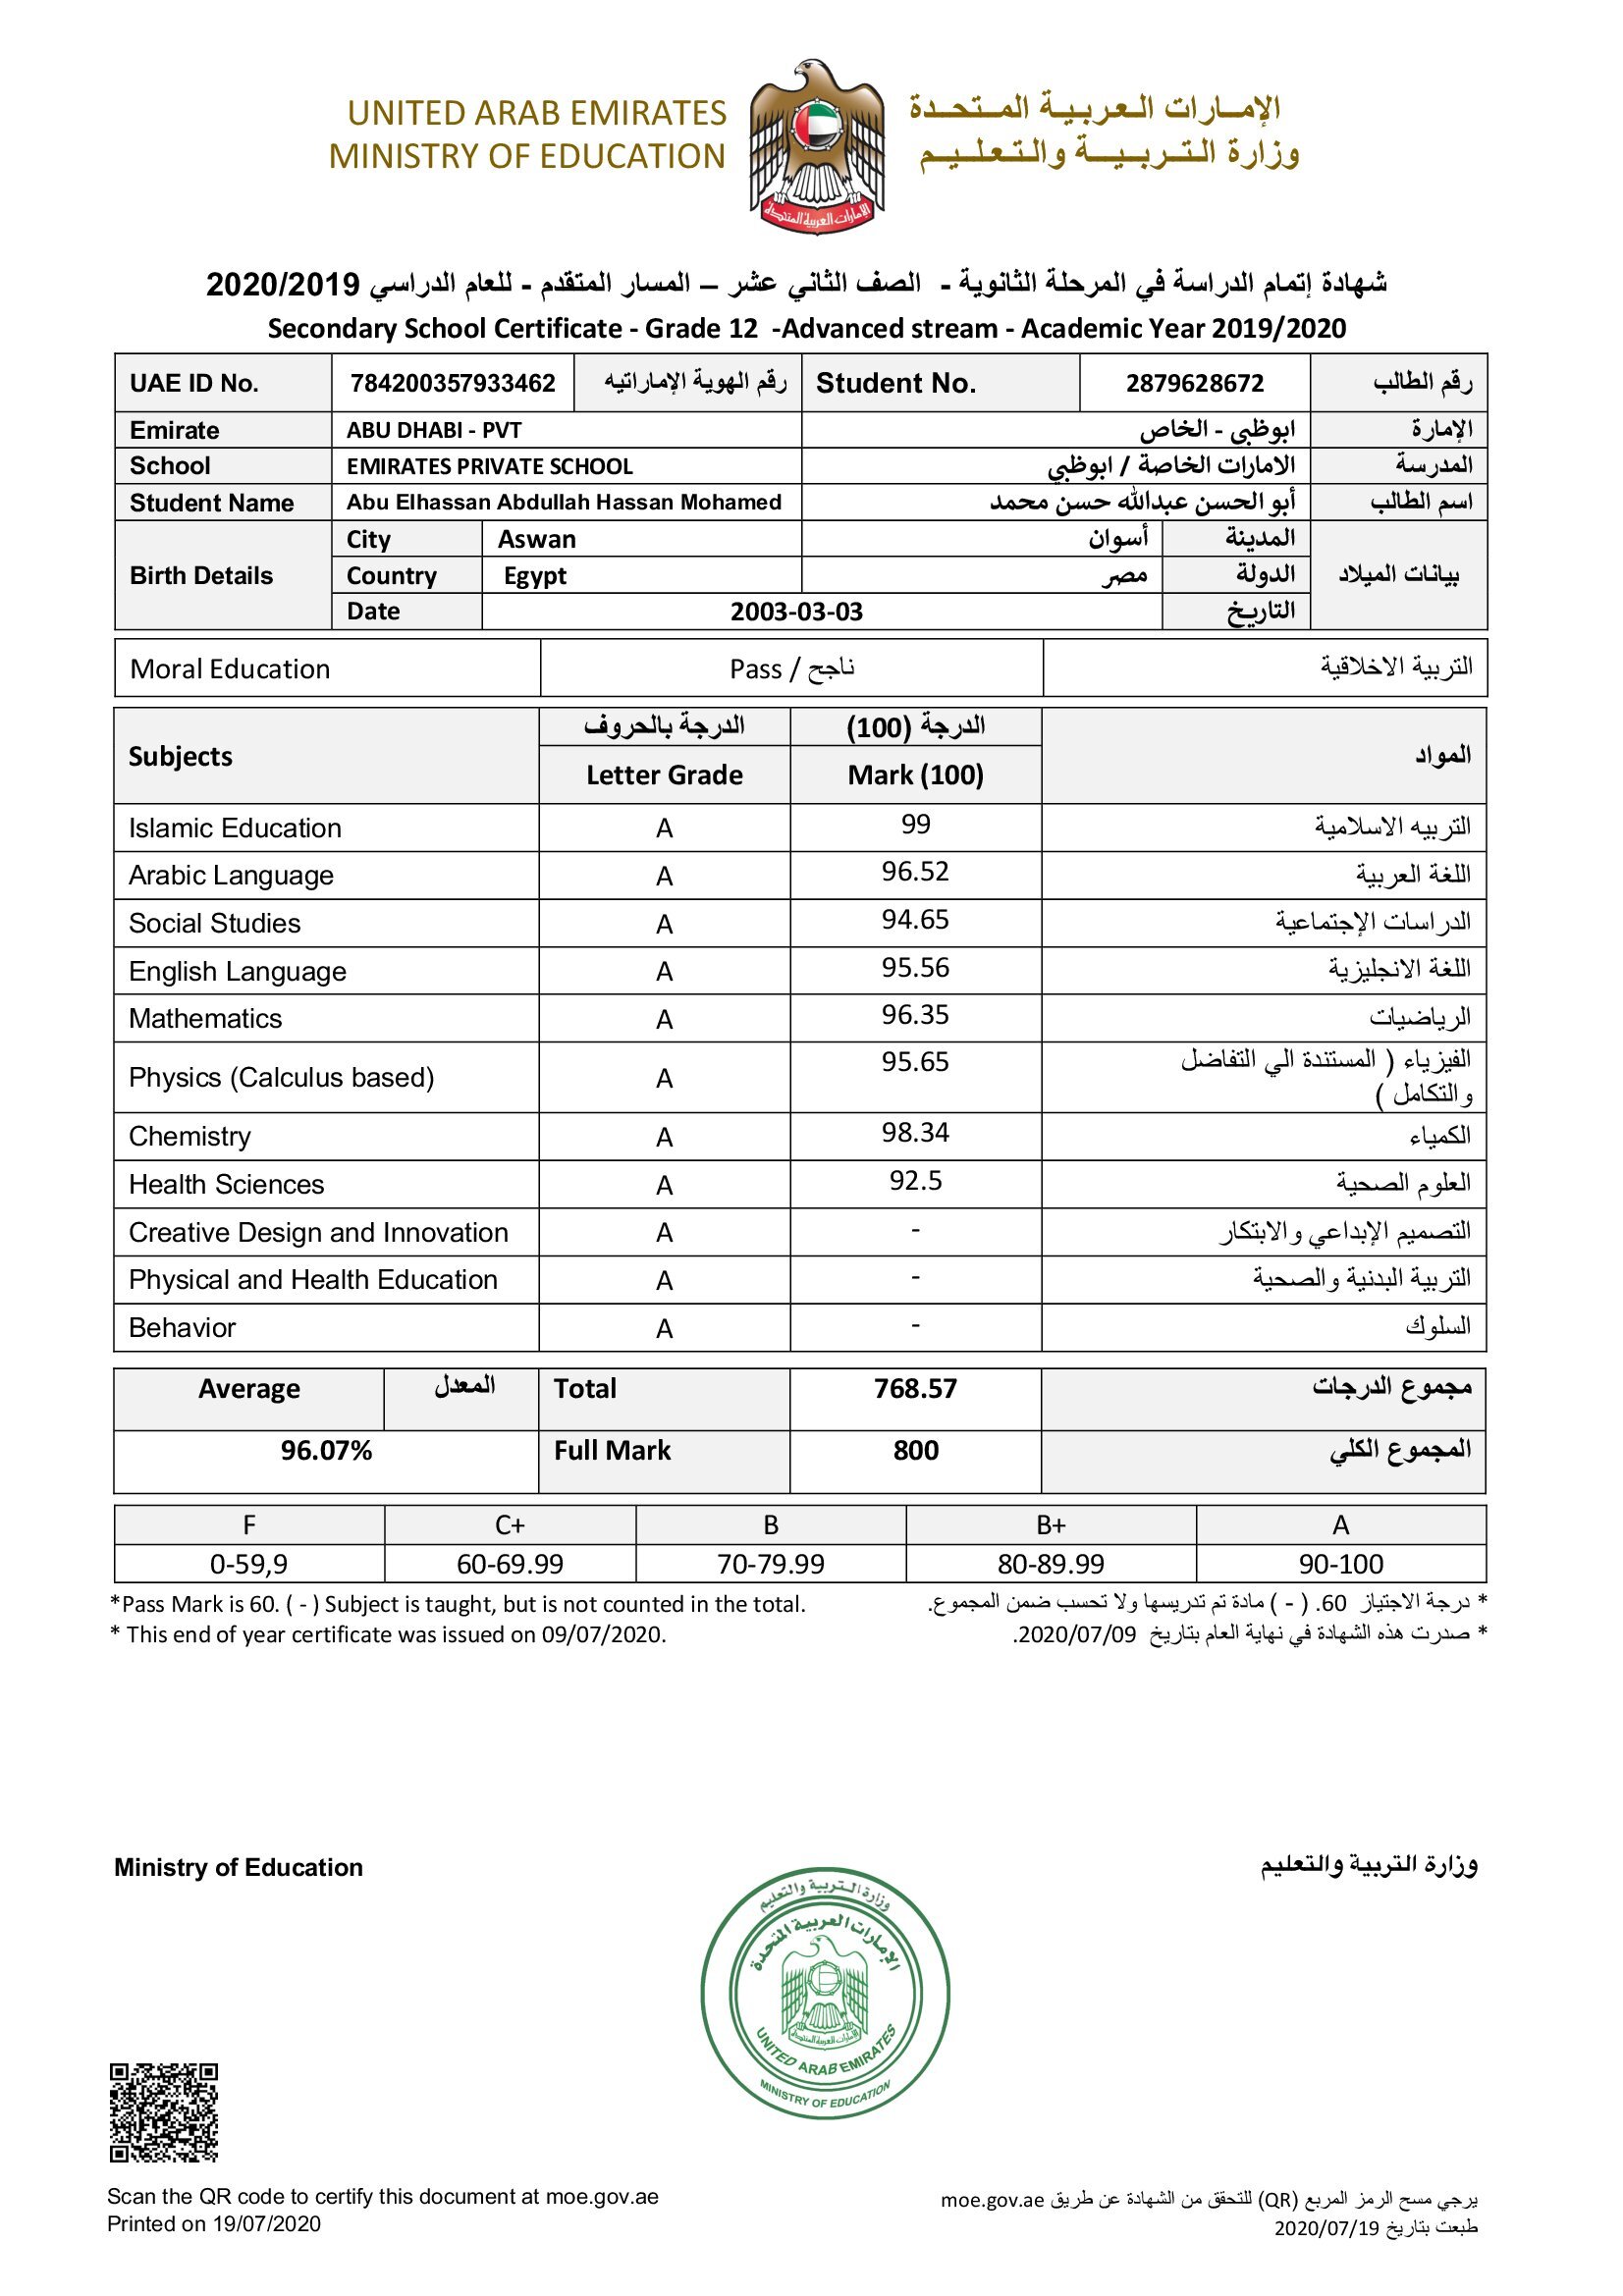 UNITED ARAB EMIRATES
MINISTRY OF EDUCATION
الإمارات العربية المتحدة
وزارة التربية والتعليم
الإمارات العربية المتحدة
شهادة إتمام الدراسة في المرحلة الثانوية - الصف الثاني عشر – المسار المتقدم - للعام الدراسي 2020/2019
Secondary School Certificate - Grade 12 -Advanced stream - Academic Year 2019/2020
UAE ID No. 784200357933462 رقم الهوية الإماراتيه Student No. 2879628672 رقم الطالب
Emirate ABU DHABI - PVT ابوظبي - الخاص الإمارة
School EMIRATES PRIVATE SCHOOL الامارات الخاصة / ابوظبي المدرسة
Student Name Abu Elhassan Abdullah Hassan Mohamed أبو الحسن عبدالله حسن محمد اسم الطالب
City Aswan أسوان المدينة
Birth Details Country Egypt مصر الدولة بيانات الميلاد
Date 2003-03-03 التاريخ
Moral Education Pass / ناجح التربية الاخلاقية
الدرجة بالحروف الدرجة (100)
Subjects المواد
Letter Grade Mark (100)
Islamic Education A 99 التربيه الاسلامية
Arabic Language A 96.52 اللغة العربية
Social Studies A 94.65 الدراسات الإجتماعية
English Language A 95.56 اللغة الانجليزية
Mathematics A 96.35 الرياضيات
Physics (Calculus based) A 95.65 الفيزياء ( المستندة الي التفاضل
والتكامل )
Chemistry A 98.34 الكمياء
Health Sciences A 92.5 العلوم الصحية
Creative Design and Innovation A - التصميم الإبداعي والابتكار
Physical and Health Education A - التربية البدنية والصحية
Behavior A - السلوك
Average المعدل Total 768.57 مجموع الدرجات
96.07% Full Mark 800 المجموع الكلي
F C+ B B+ A
0-59,9 60-69.99 70-79.99 80-89.99 90-100
*Pass Mark is 60. ( - ) Subject is taught, but is not counted in the total. * درجة الاجتياز 60. ( - ) مادة تم تدريسها ولا تحسب ضمن المجموع.
* This end of year certificate was issued on 09/07/2020. * صدرت هذه الشهادة في نهاية العام بتاريخ 2020/07/09.
Ministry of Education وزارة التربية والتعليم
وزارة التربية والتعليم
الإمارات العربية المتحدة
الإمارات العربية المتحدة
UNITED ARAB EMIRATES
MINISTRY OF EDUCATION
Scan the QR code to certify this document at moe.gov.ae يرجي مسح الرمز المربع (QR) للتحقق من الشهادة عن طريق moe.gov.ae
Printed on 19/07/2020 طبعت بتاريخ 2020/07/19